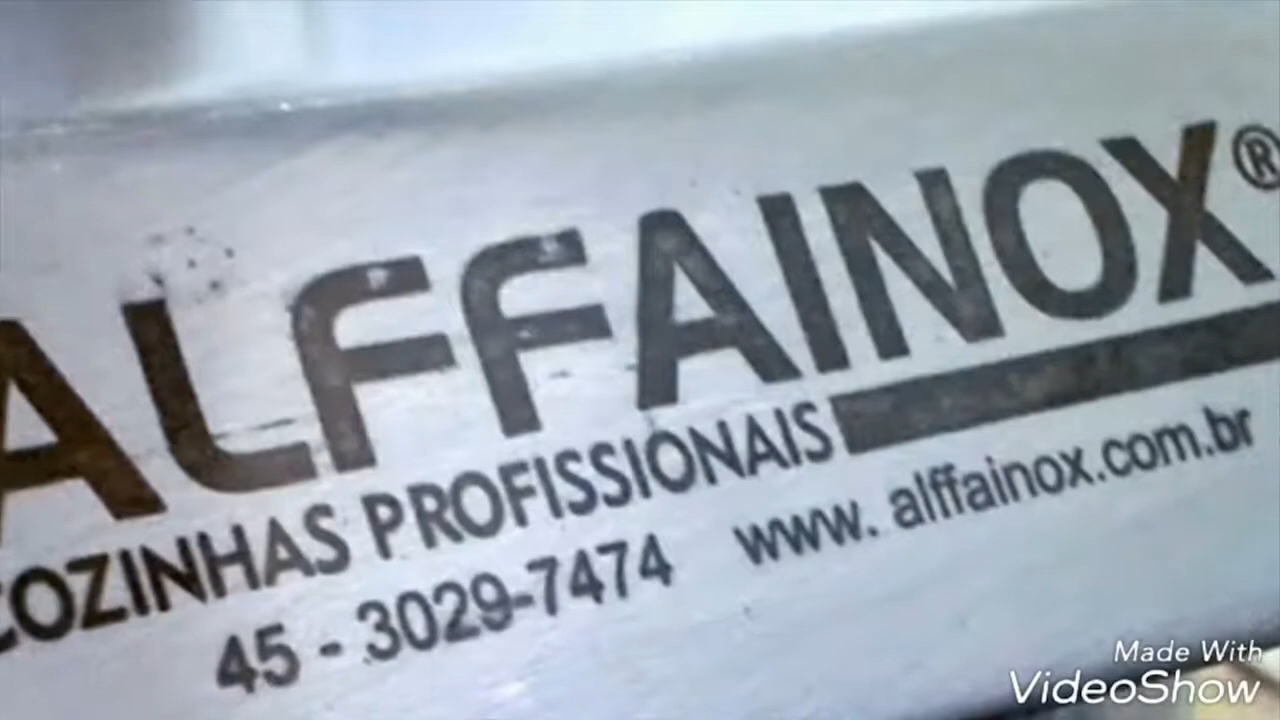 ALFFAINOX®
COZINHAS PROFISSIONAIS
45 - 3029-7474 www. alffainox.com.br
Made With
VideoShow